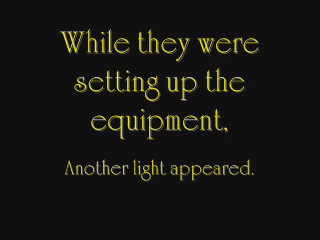 While they were
setting up the
equipment,
Another light appeared.